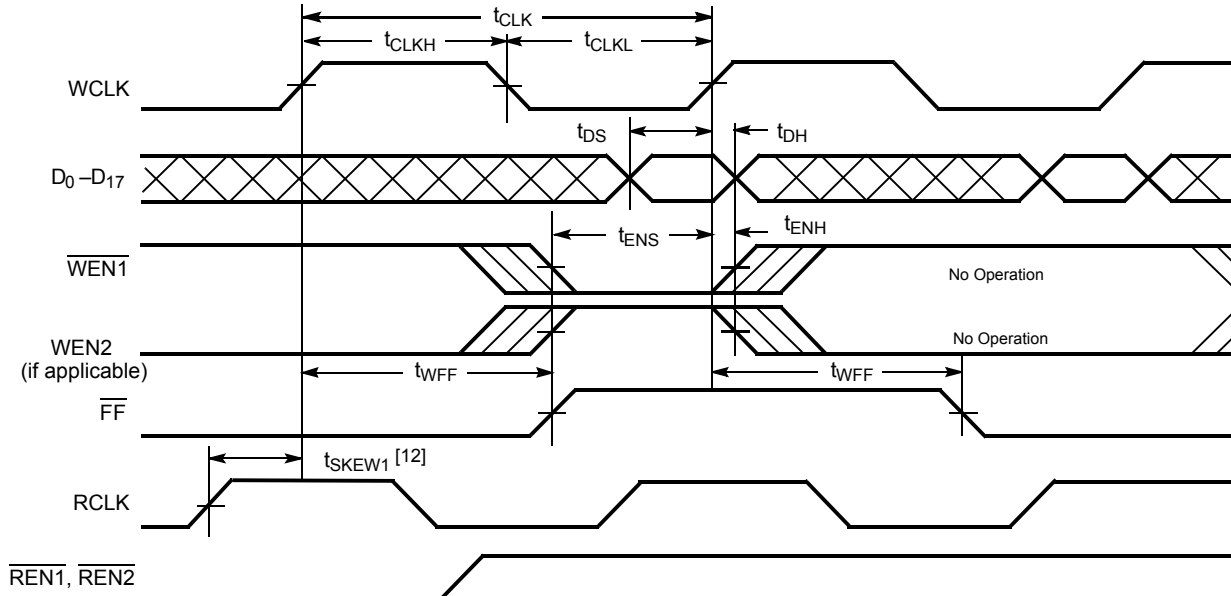 tCLK
tCLKH
tCLKL
WCLK
tDS
tDH
D0 –D17
tENS
tENH
WEN1
No Operation
WEN2
(if applicable)
No Operation
tWFF
tWFF
FF
tSKEW1 [12]
RCLK
REN1, REN2